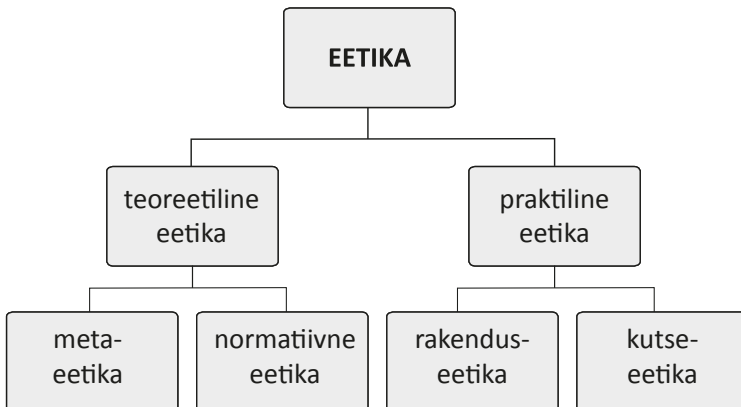 EETIKA
teoreetiline
eetika
praktiline
eetika
meta-
eetika
normatiivne
eetika
rakendus-
eetika
kutse-
eetika